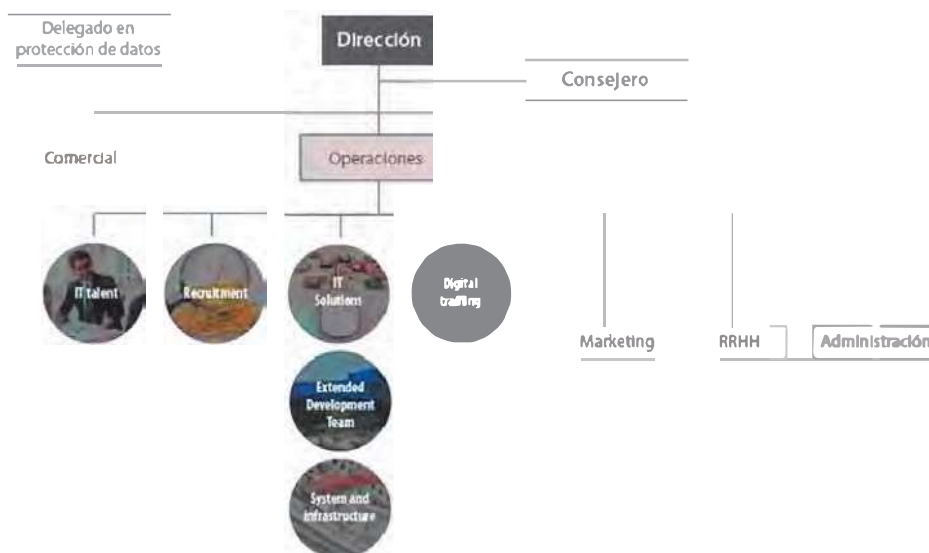 Delegado en
protección de datos
Dirección
Consejero
Comercial
Operaciones
IT talent
Recruitment
IT
Solutions
Digital
Marketing
RRHH
Administración
Extended
Development
Team
System and
infrastructure